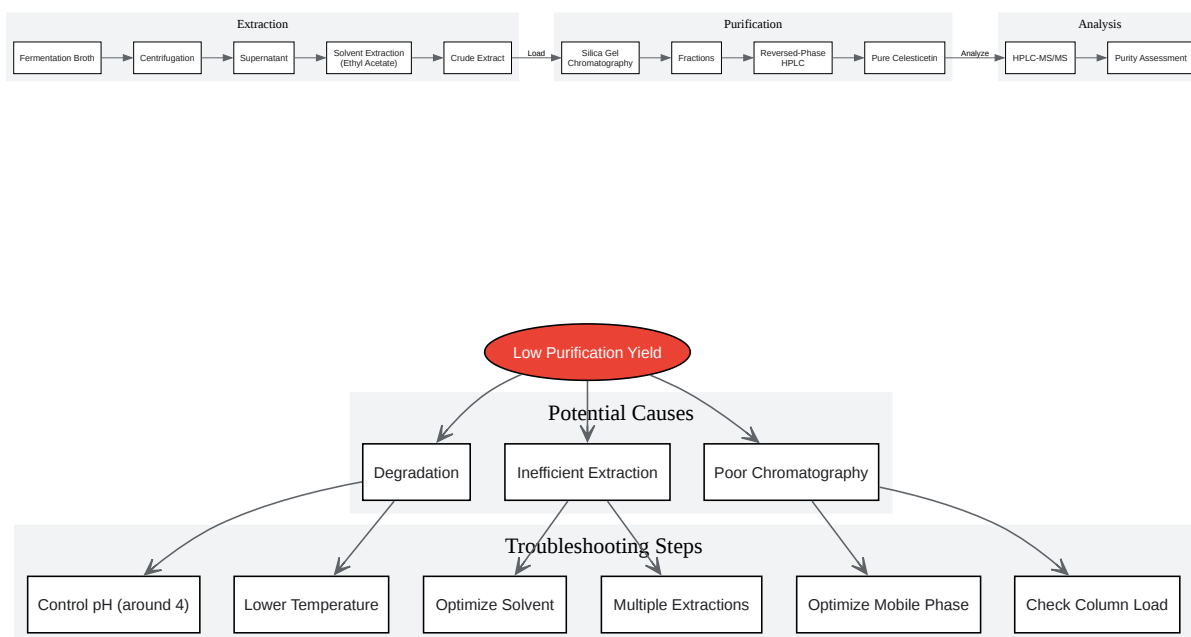 Extraction
Purification
Analysis
Fermentation Broth
Centrifugation
Supernatant
Solvent Extraction
(Ethyl Acetate)
Crude Extract
Load
Silica Gel
Chromatography
Fractions
Reversed-Phase
HPLC
Pure Celesticetin
Analyze
HPLC-MS/MS
Purity Assessment
Low Purification Yield
Potential Causes
Degradation
Inefficient Extraction
Poor Chromatography
Troubleshooting Steps
Control pH (around 4)
Lower Temperature
Optimize Solvent
Multiple Extractions
Optimize Mobile Phase
Check Column Load